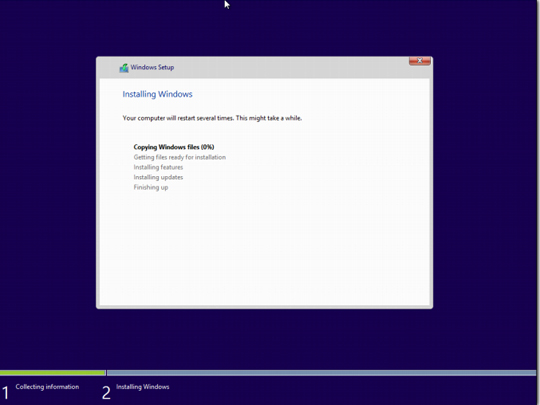 Windows Setup
Installing Windows
Your computer will restart several times. This might take a while.
Copying Windows files (0%)
Getting files ready for installation
Installing features
Installing updates
Finishing up
1 Collecting information
2 Installing Windows